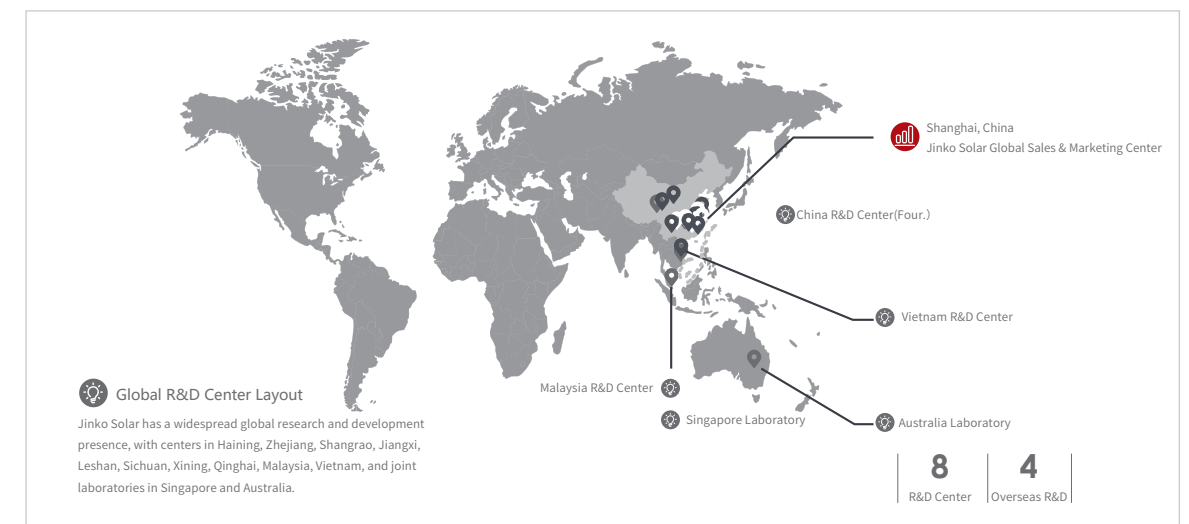 Shanghai, China
Jinko Solar Global Sales & Marketing Center
China R&D Center(Four.)
Vietnam R&D Center
Malaysia R&D Center
Singapore Laboratory
Australia Laboratory
Global R&D Center Layout
Jinko Solar has a widespread global research and development
presence, with centers in Haining, Zhejiang, Shangrao, Jiangxi,
Leshan, Sichuan, Xining, Qinghai, Malaysia, Vietnam, and joint
laboratories in Singapore and Australia.
8
R&D Center
4
Overseas R&D